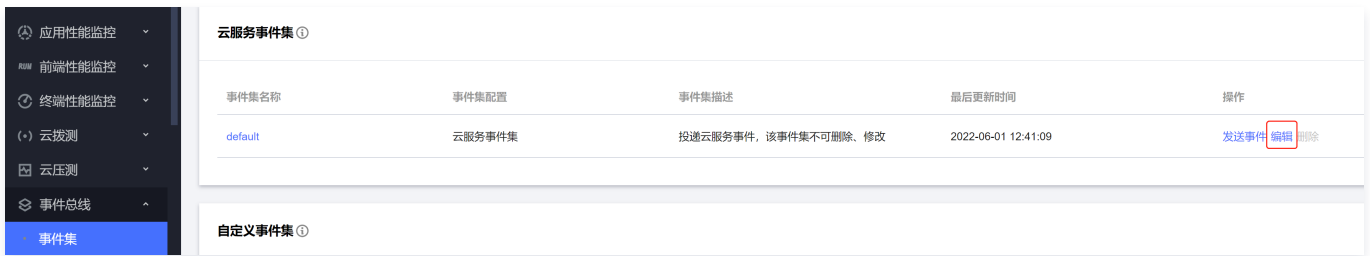 应用性能监控
RUM 前端性能监控
终端性能监控
云拨测
云压测
事件总线
事件集
云服务事件集
事件集名称 事件集配置 事件集描述 最后更新时间 操作
default 云服务事件集 投递云服务事件，该事件集不可删除、修改 2022-06-01 12:41:09 发送事件 编辑 删除
自定义事件集